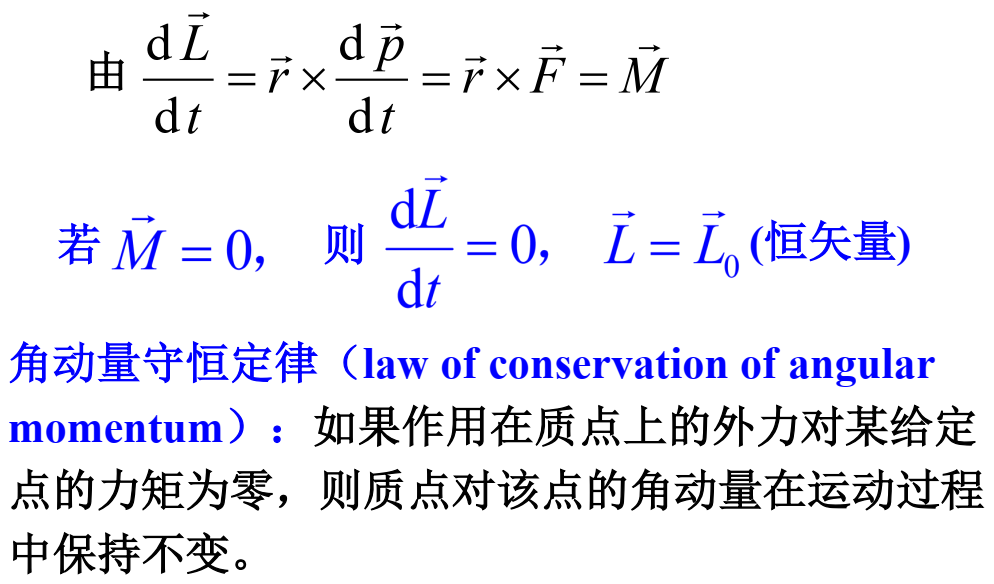 由 $\frac{\mathrm{d}\vec{L}}{\mathrm{d}t} = \vec{r} \times \frac{\mathrm{d}\vec{p}}{\mathrm{d}t} = \vec{r} \times \vec{F} = \vec{M}$
若 $\vec{M} = 0$， 则 $\frac{\mathrm{d}\vec{L}}{\mathrm{d}t} = 0$， $\vec{L} = \vec{L}_0$ (恒矢量)
角动量守恒定律（law of conservation of angular
momentum）：如果作用在质点上的外力对某给定
点的力矩为零，则质点对该点的角动量在运动过程
中保持不变。